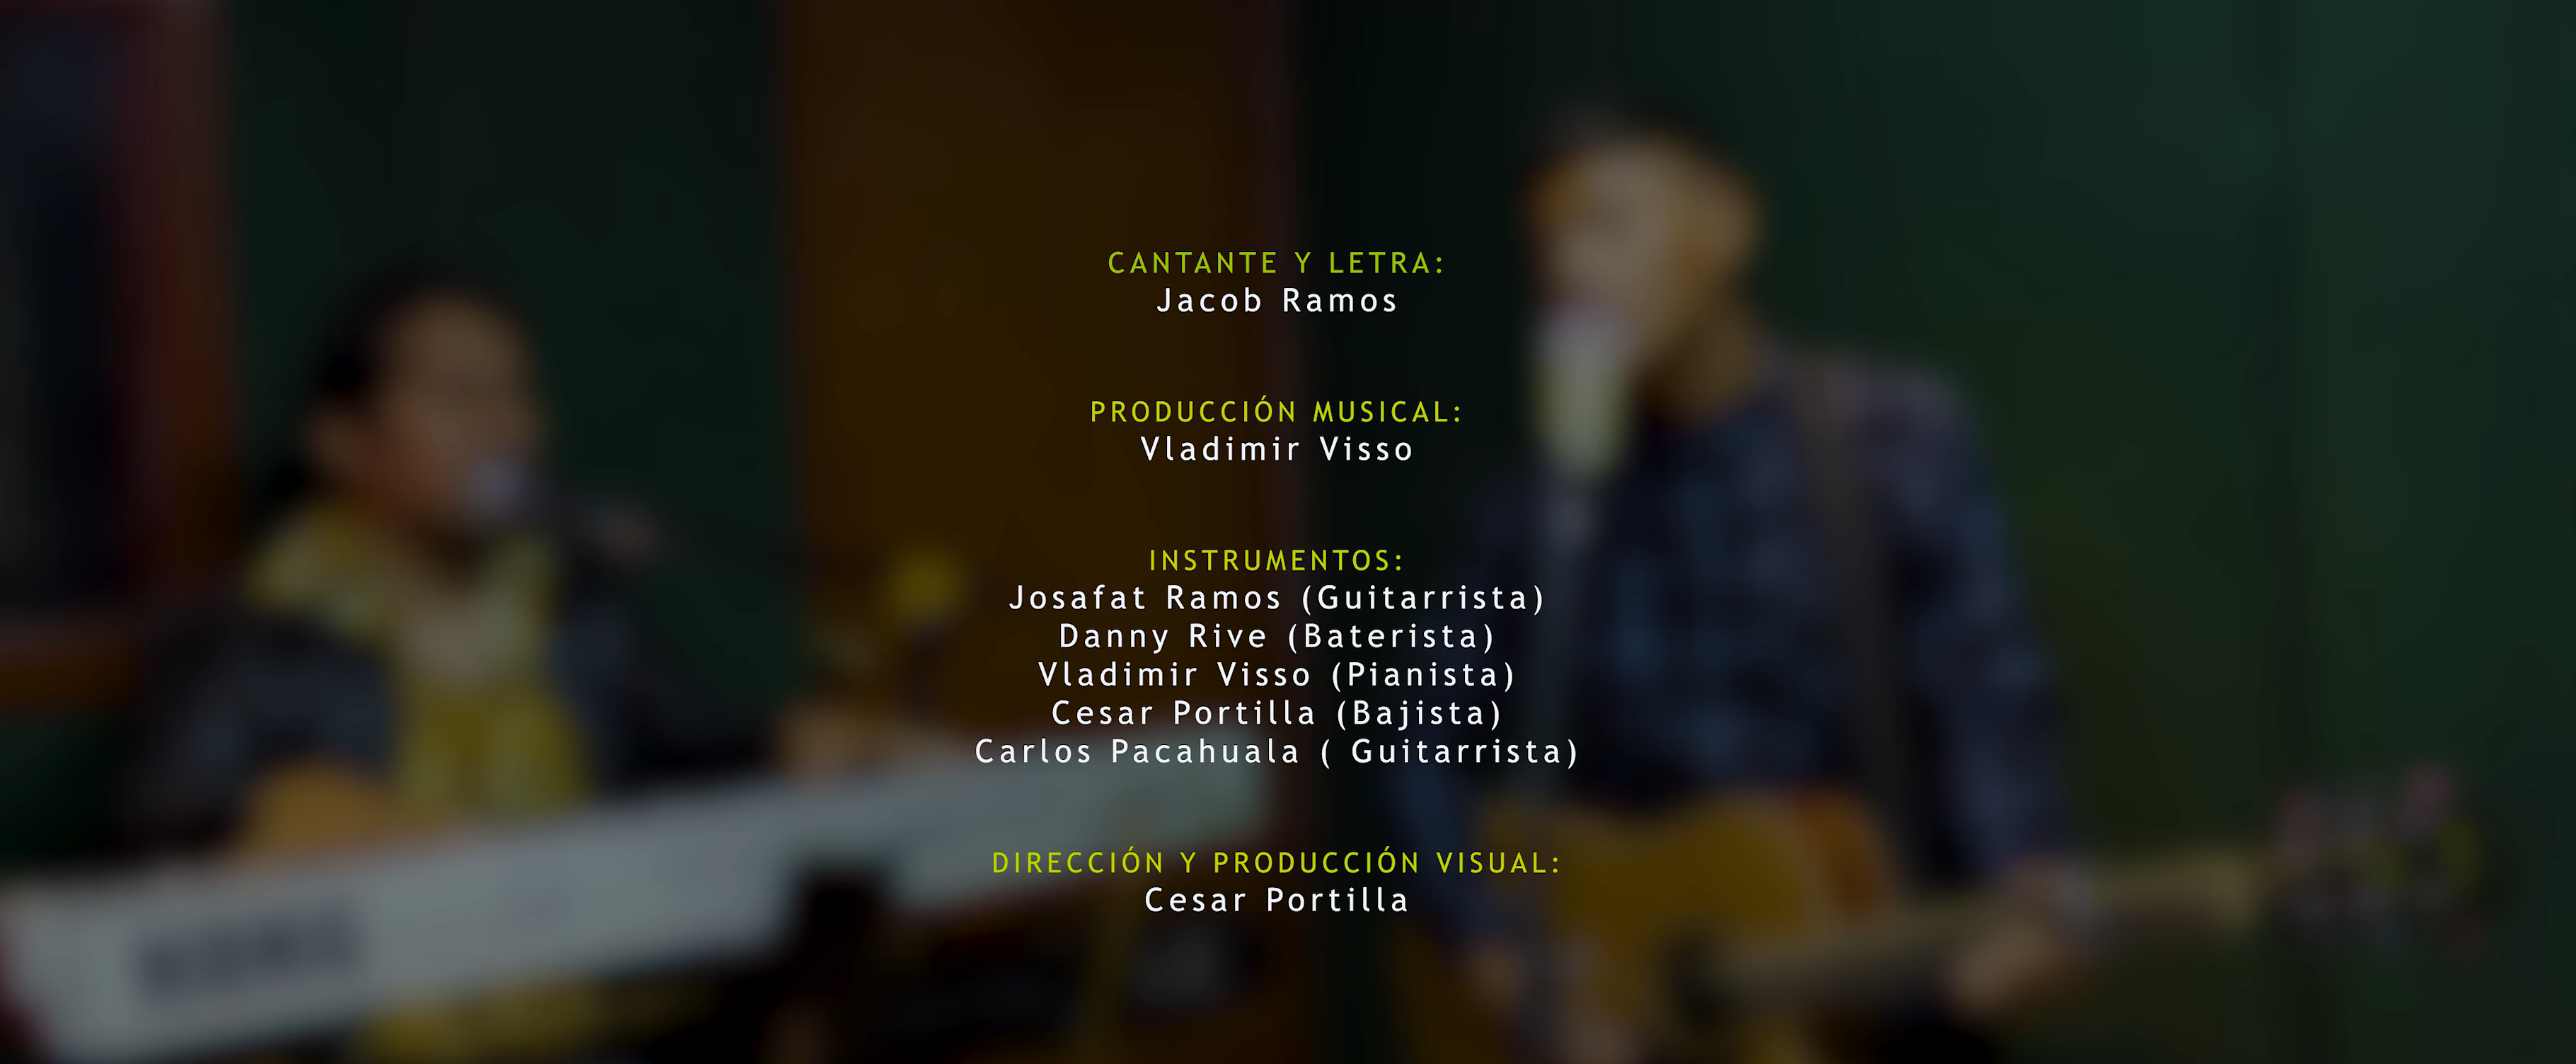 CANTANTE Y LETRA:
Jacob Ramos
PRODUCCIÓN MUSICAL:
Vladimir Visso
INSTRUMENTOS:
Josafat Ramos (Guitarrista)
Danny Rive (Baterista)
Vladimir Visso (Pianista)
Cesar Portilla (Bajista)
Carlos Pacahuala ( Guitarrista)
DIRECCIÓN Y PRODUCCIÓN VISUAL:
Cesar Portilla